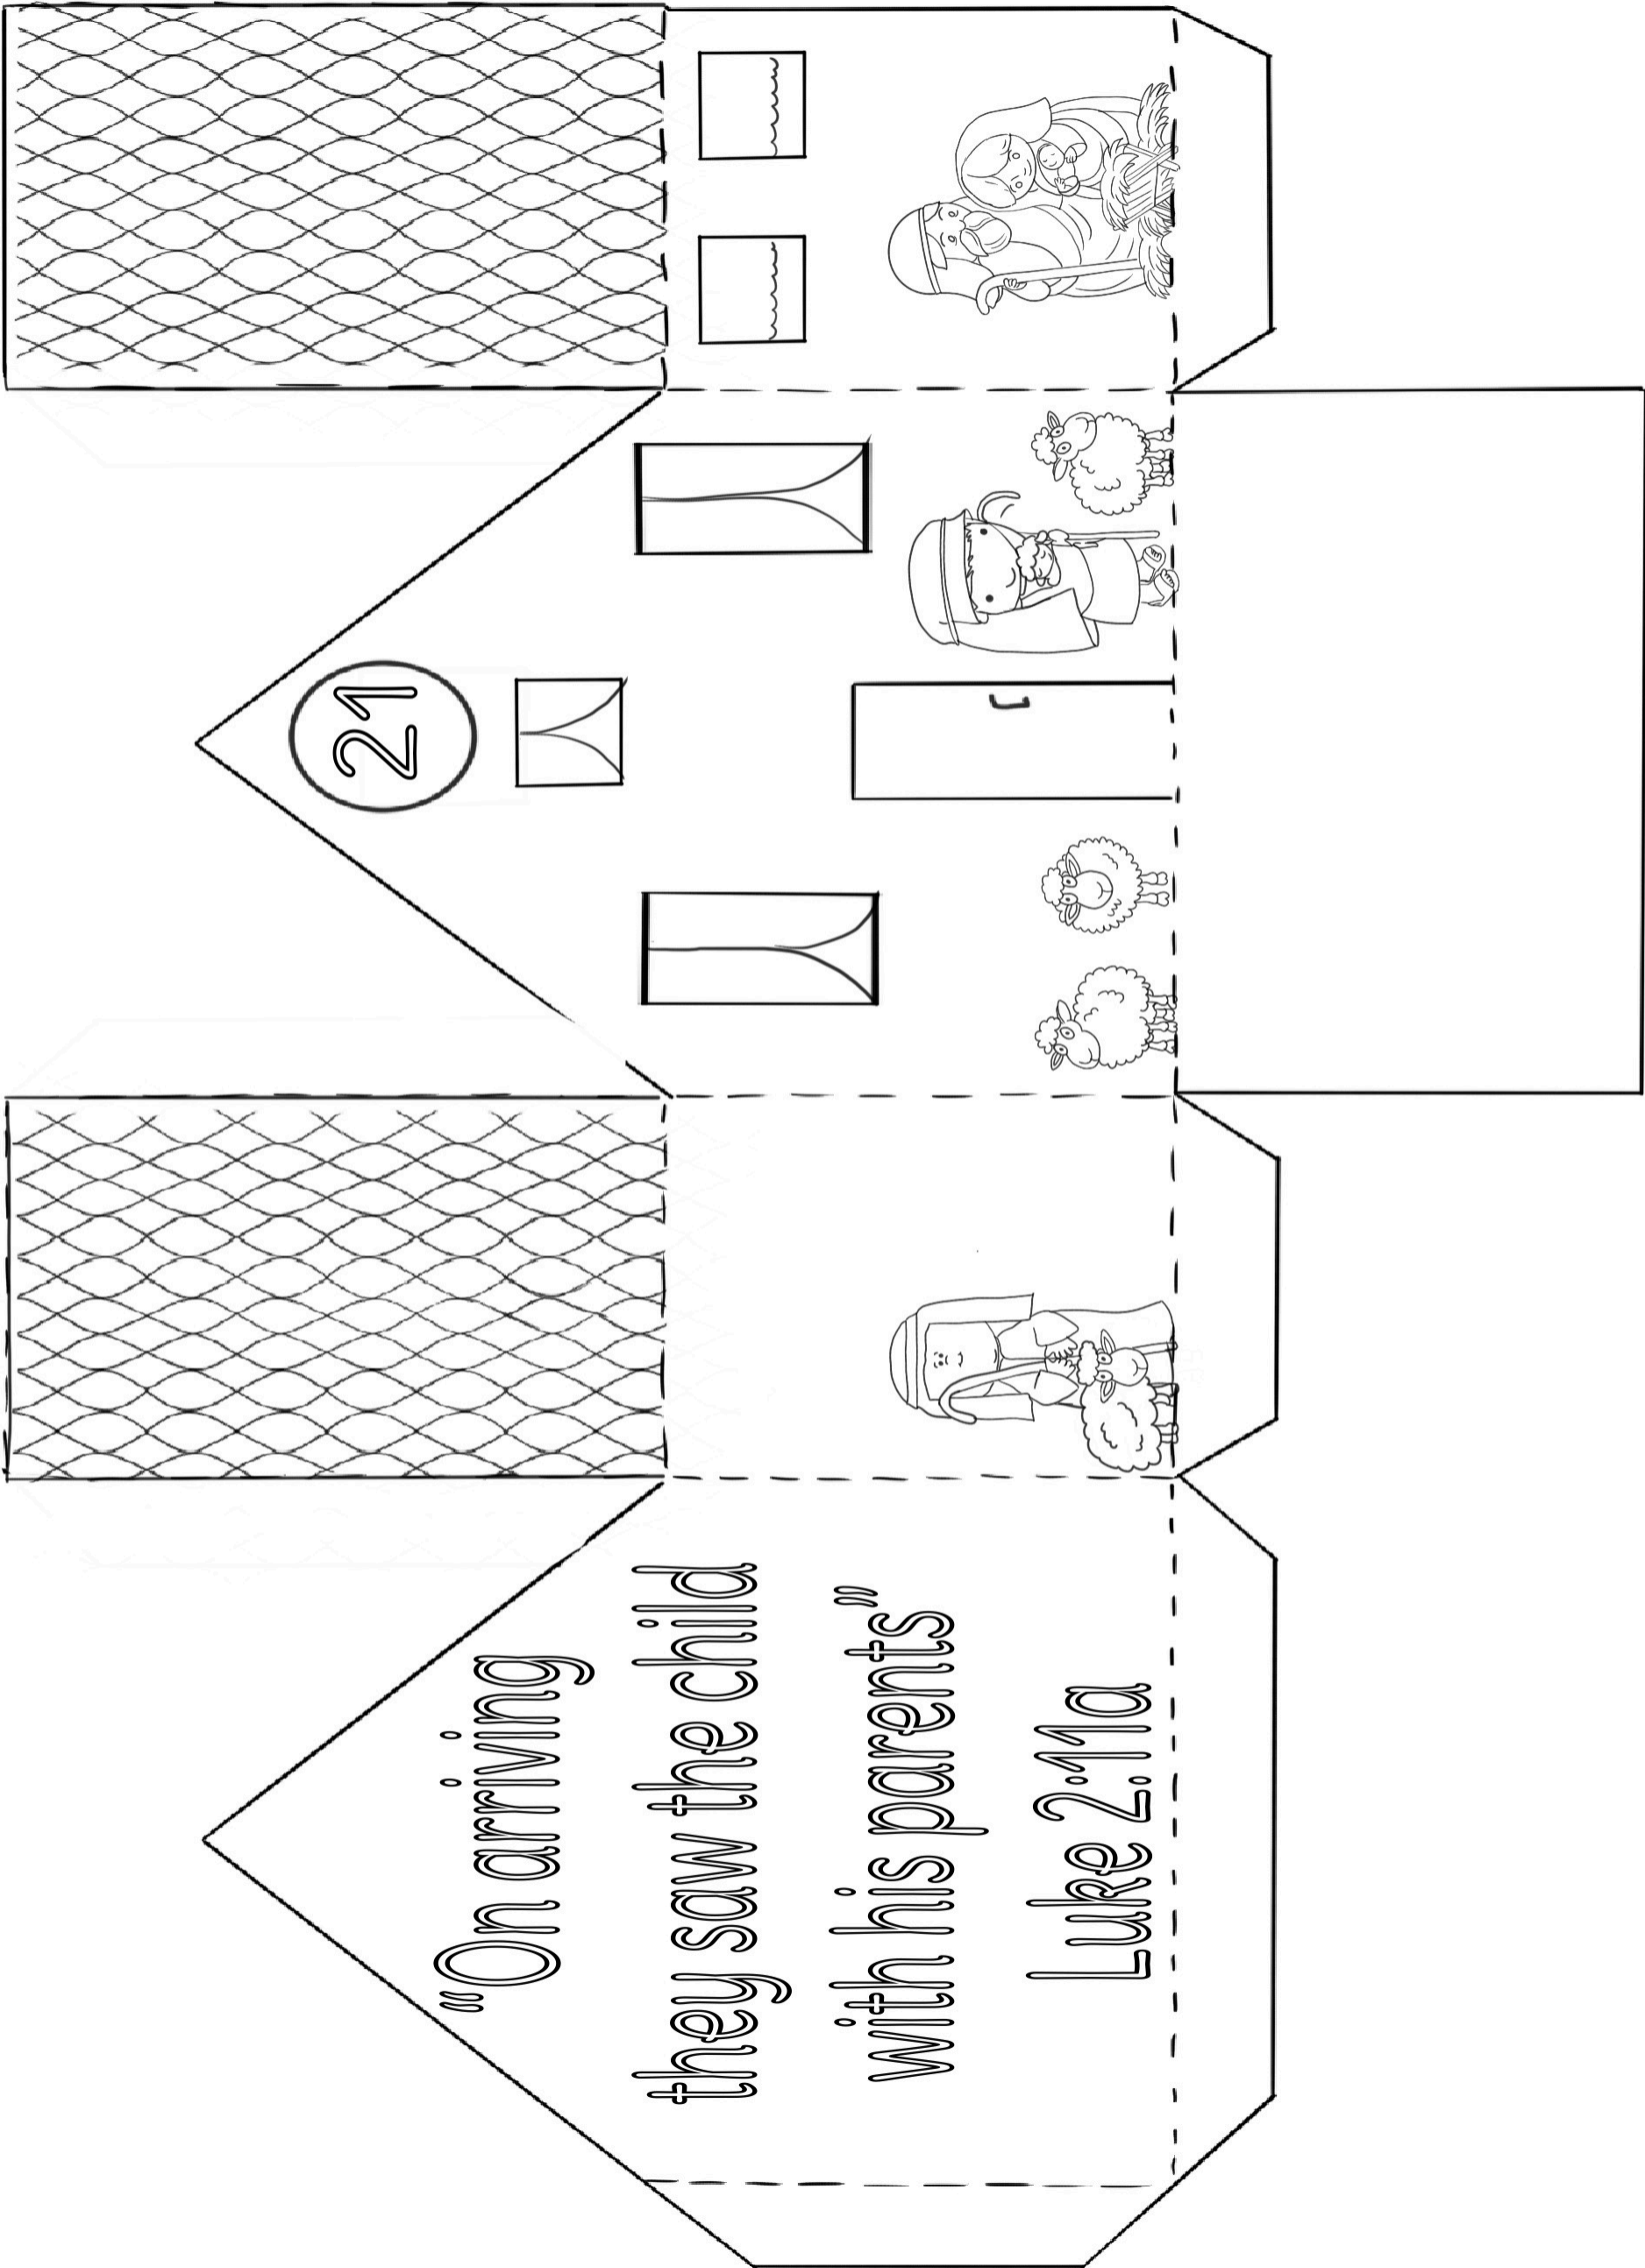 21
"On arriving
they saw the child
with his parents”
Luke 2:11a